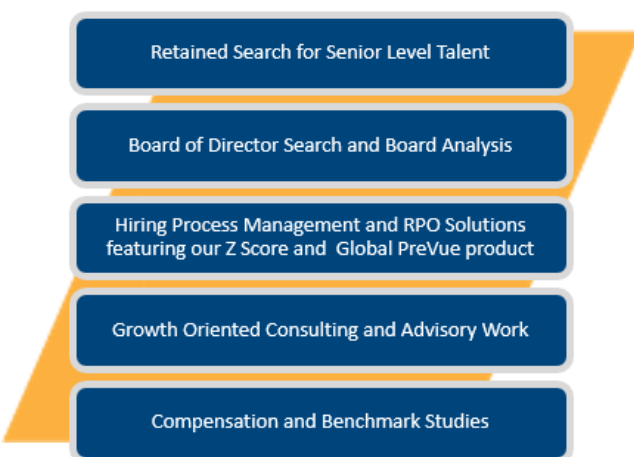 Retained Search for Senior Level Talent
Board of Director Search and Board Analysis
Hiring Process Management and RPO Solutions
featuring our Z Score and Global PreVue product
Growth Oriented Consulting and Advisory Work
Compensation and Benchmark Studies